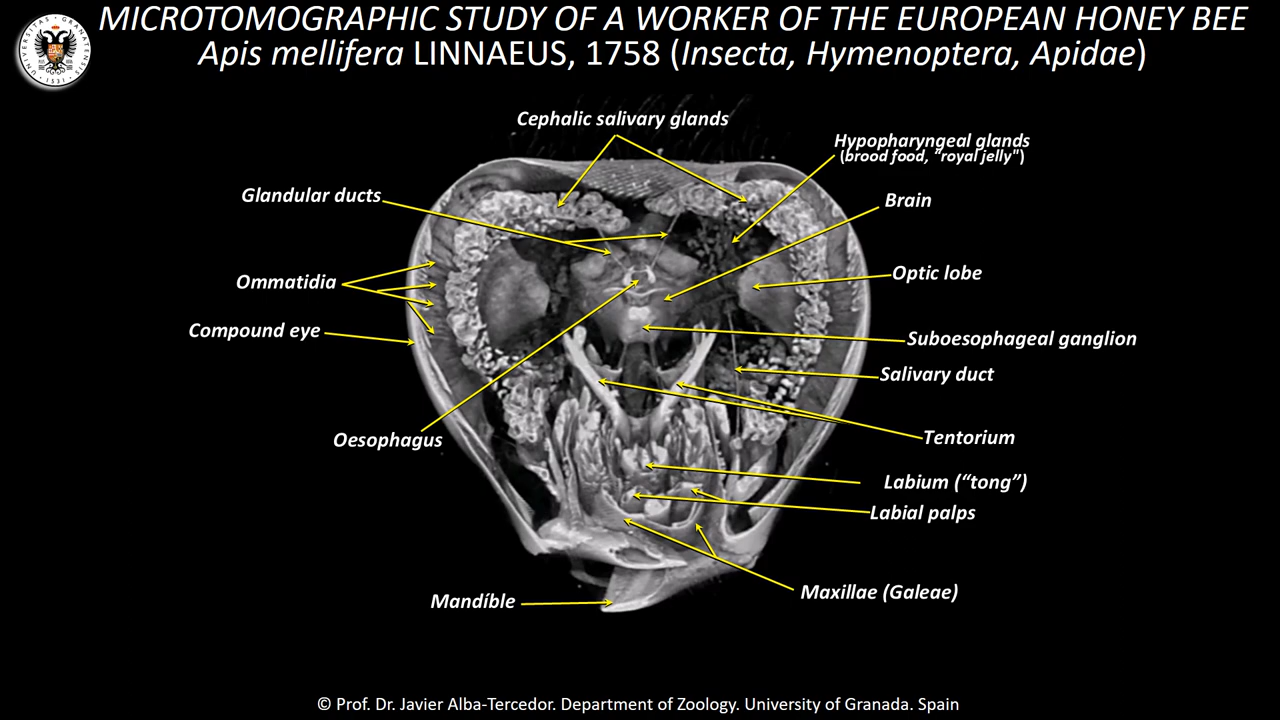 MICROTOMOGRAPHIC STUDY OF A WORKER OF THE EUROPEAN HONEY BEE
Apis mellifera LINNAEUS, 1758 (Insecta, Hymenoptera, Apidae)
Cephalic salivary glands
Hypopharyngeal glands
(brood food, "royal jelly")
Glandular ducts
Brain
Ommatidia
Optic lobe
Compound eye
Suboesophageal ganglion
Salivary duct
Oesophagus
Tentorium
Labium (“tong”)
Labial palps
Maxillae (Galeae)
Mandíble
© Prof. Dr. Javier Alba-Tercedor. Department of Zoology. University of Granada. Spain